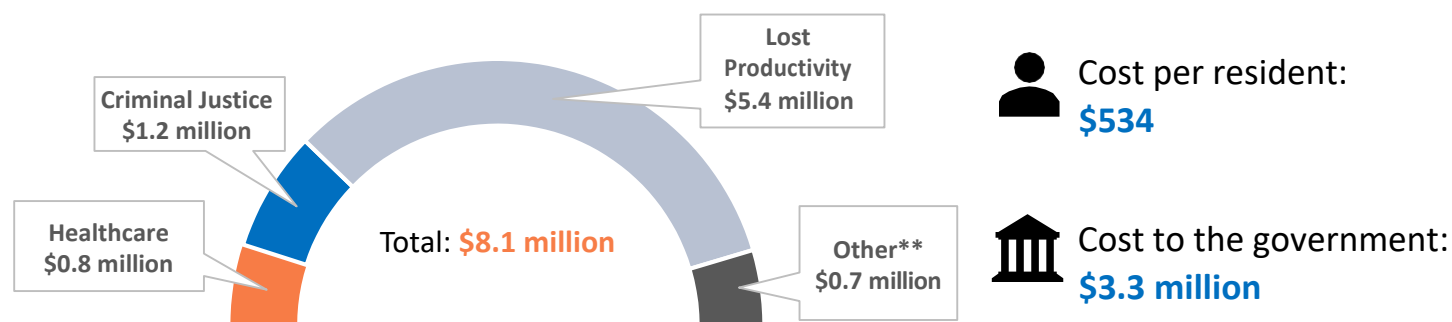 Lost
Productivity
$5.4 million
Criminal Justice
$1.2 million
Healthcare
$0.8 million
Total: $8.1 million
Other**
$0.7 million
Cost per resident:
$534
Cost to the government:
$3.3 million